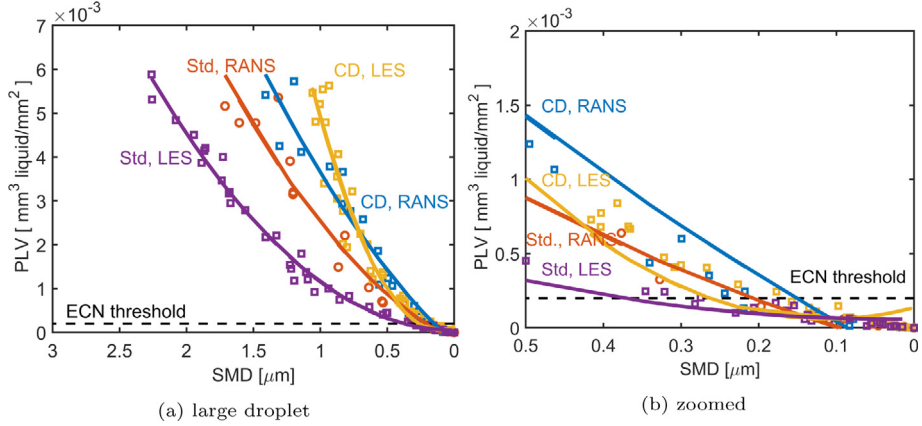 ×10⁻³
7
6
5
4
3
2
1
0
PLV [ mm³ liquid/mm² ]
Std, RANS
CD, LES
Std, LES
CD, RANS
ECN threshold
3 2.5 2 1.5 1 0.5 0
SMD [μm]
(a) large droplet
×10⁻³
2
1.5
1
0.5
0
PLV [ mm³ liquid/mm² ]
CD, RANS
CD, LES
Std., RANS
Std, LES
ECN threshold
0.5 0.4 0.3 0.2 0.1 0
SMD [μm]
(b) zoomed